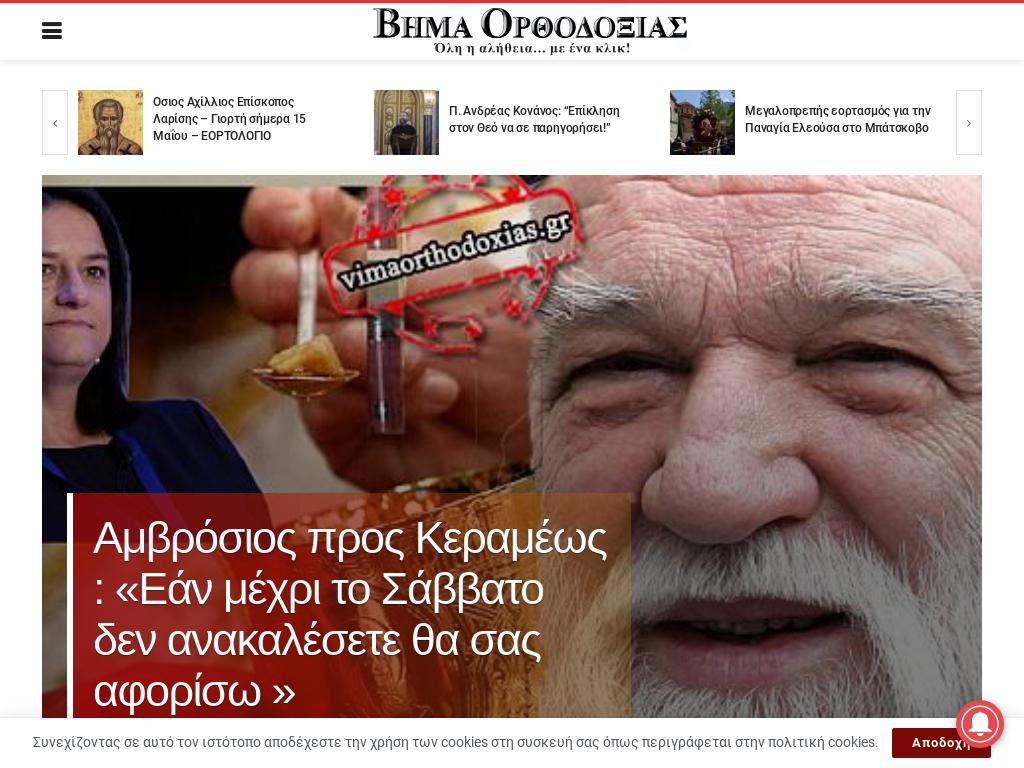 ΒΗΜΑ ΟΡΘΟΔΟΞΙΑΣ
Όλη η αλήθεια... με ένα κλικ!
Οσιος Αχίλλιος Επίσκοπος
Λαρίσης – Γιορτή σήμερα 15
Μαΐου – ΕΟΡΤΟΛΟΓΙΟ
Π. Ανδρέας Κονάνος: “Επίκληση
στον Θεό να σε παρηγορήσει!”
Μεγαλοπρεπής εορτασμός για την
Παναγία Ελεούσα στο Μπάτσκοβο
vimaorthodoxias.gr
Αμβρόσιος προς Κεραμέως
: «Εάν μέχρι το Σάββατο
δεν ανακαλέσετε θα σας
αφορίσω »
Συνεχίζοντας σε αυτό τον ιστότοπο αποδέχεστε την χρήση των cookies στη συσκευή σας όπως περιγράφεται στην πολιτική cookies.
Αποδοχή